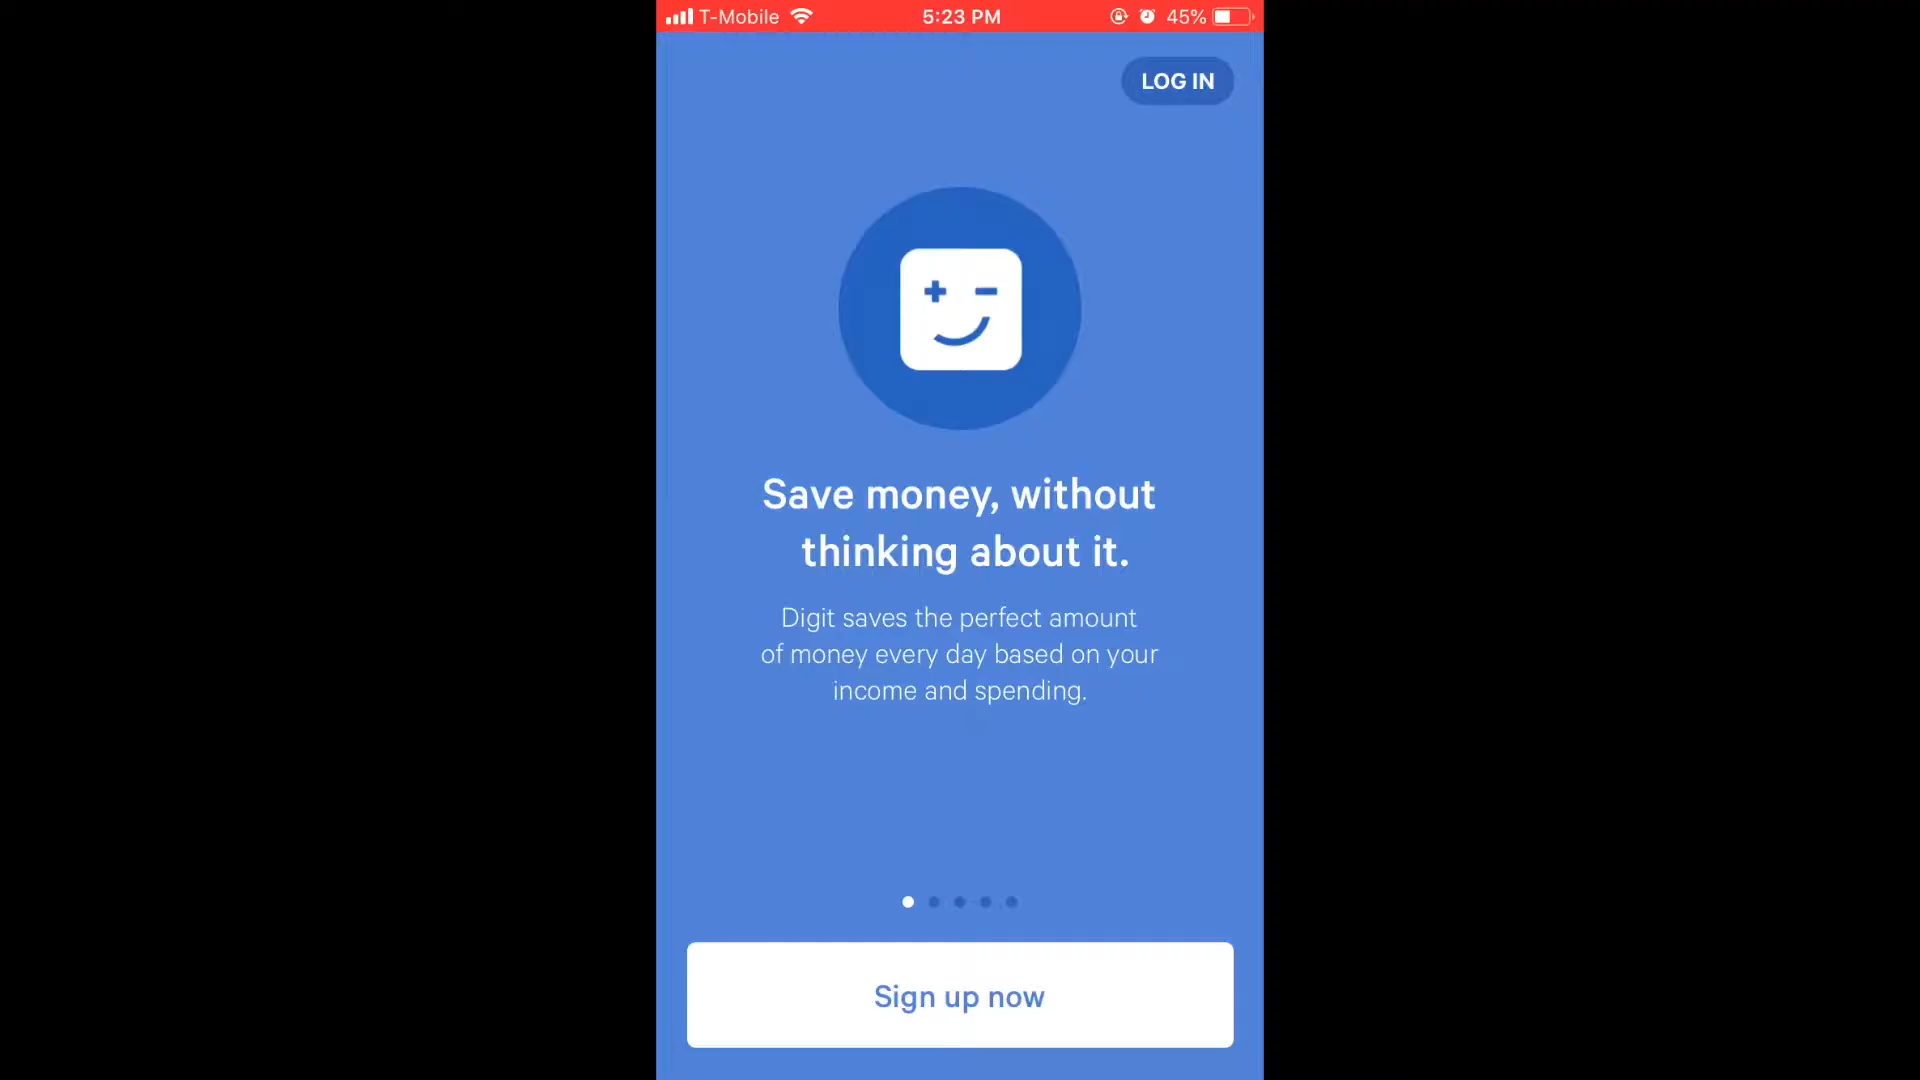 T-Mobile 5:23 PM 45%
LOG IN
Save money, without
thinking about it.
Digit saves the perfect amount
of money every day based on your
income and spending.
Sign up now